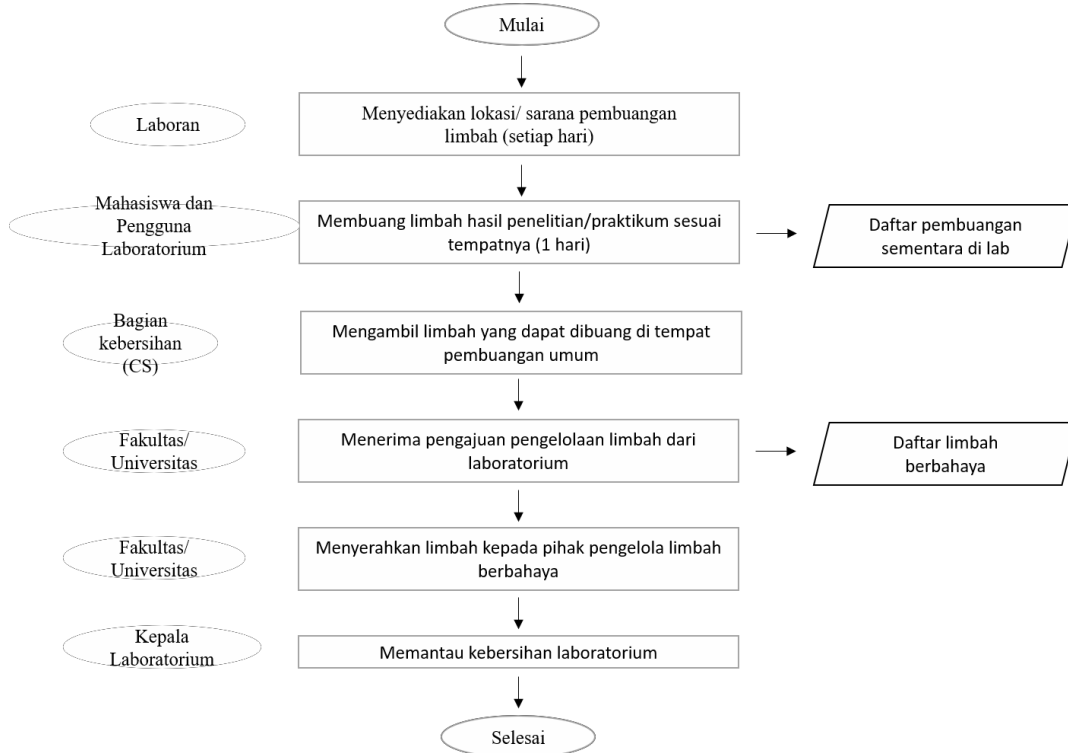 Mulai
Laboran
Menyediakan lokasi/ sarana pembuangan
limbah (setiap hari)
Mahasiswa dan
Pengguna
Laboratorium
Membuang limbah hasil penelitian/praktikum sesuai
tempatnya (1 hari)
Daftar pembuangan
sementara di lab
Bagian
kebersihan
(CS)
Mengambil limbah yang dapat dibuang di tempat
pembuangan umum
Fakultas/
Universitas
Menerima pengajuan pengelolaan limbah dari
laboratorium
Daftar limbah
berbahaya
Fakultas/
Universitas
Menyerahkan limbah kepada pihak pengelola limbah
berbahaya
Kepala
Laboratorium
Memantau kebersihan laboratorium
Selesai